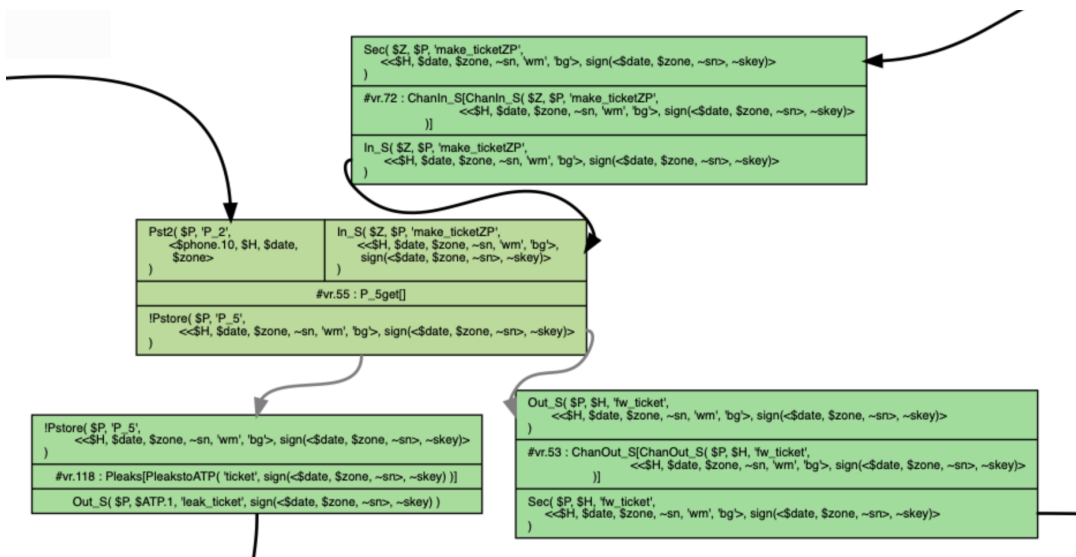 Sec( $Z, $P, 'make_ticketZP',
<<$H, $date, $zone, ~sn, 'wm', 'bg'>, sign(<$date, $zone, ~sn>, ~skey)>
)
#vr.72 : ChanIn_S[ChanIn_S( $Z, $P, 'make_ticketZP',
<<$H, $date, $zone, ~sn, 'wm', 'bg'>, sign(<$date, $zone, ~sn>, ~skey)>
)]
In_S( $Z, $P, 'make_ticketZP',
<<$H, $date, $zone, ~sn, 'wm', 'bg'>, sign(<$date, $zone, ~sn>, ~skey)>
)
Pst2( $P, 'P_2',
<$phone.10, $H, $date,
$zone>
)
In_S( $Z, $P, 'make_ticketZP',
<<$H, $date, $zone, ~sn, 'wm', 'bg'>,
sign(<$date, $zone, ~sn>, ~skey)>
)
#vr.55 : P_5get[]
!Pstore( $P, 'P_5',
<<$H, $date, $zone, ~sn, 'wm', 'bg'>, sign(<$date, $zone, ~sn>, ~skey)>
)
!Pstore( $P, 'P_5',
<<$H, $date, $zone, ~sn, 'wm', 'bg'>, sign(<$date, $zone, ~sn>, ~skey)>
)
#vr.118 : Pleaks[PleakstoATP( 'ticket', sign(<$date, $zone, ~sn>, ~skey) )]
Out_S( $P, $ATP.1, 'leak_ticket', sign(<$date, $zone, ~sn>, ~skey) )
Out_S( $P, $H, 'fw_ticket',
<<$H, $date, $zone, ~sn, 'wm', 'bg'>, sign(<$date, $zone, ~sn>, ~skey)>
)
#vr.53 : ChanOut_S[ChanOut_S( $P, $H, 'fw_ticket',
<<$H, $date, $zone, ~sn, 'wm', 'bg'>, sign(<$date, $zone, ~sn>, ~skey)>
)]
Sec( $P, $H, 'fw_ticket',
<<$H, $date, $zone, ~sn, 'wm', 'bg'>, sign(<$date, $zone, ~sn>, ~skey)>
)